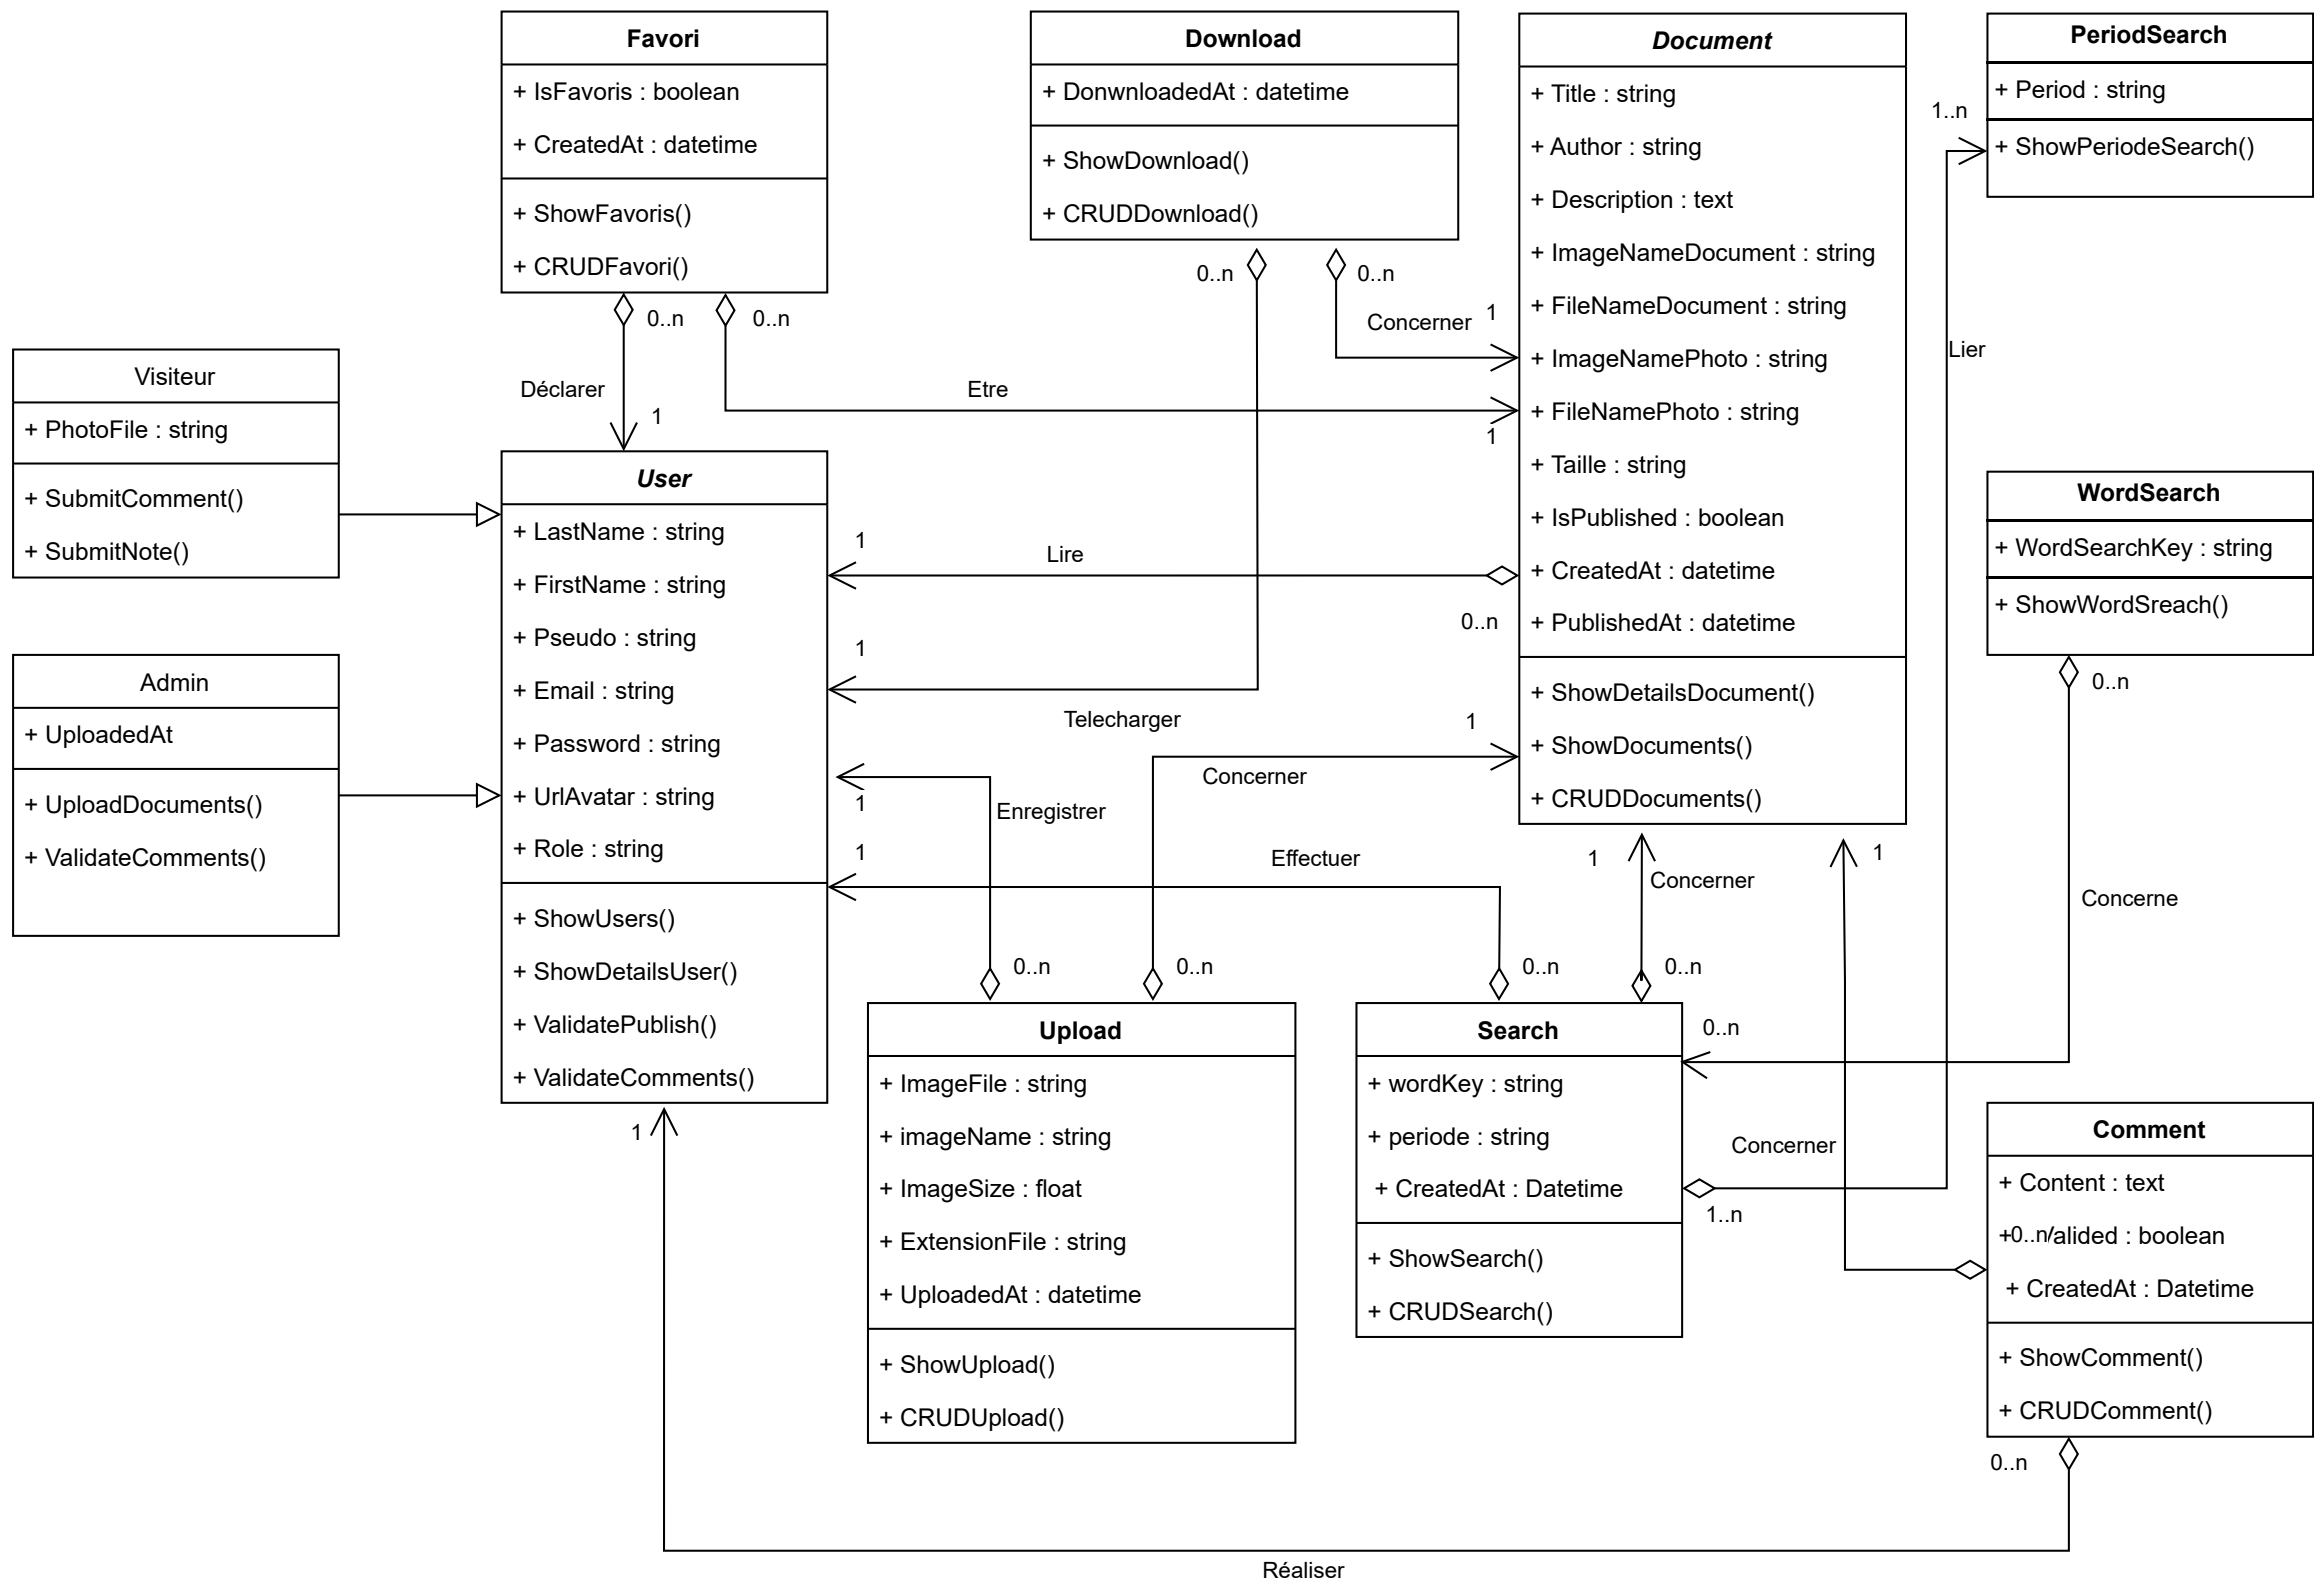 Favori
+ IsFavoris : boolean
+ CreatedAt : datetime
+ ShowFavoris()
+ CRUDFavori()
0..n
0..n
Déclarer
1
Etre
1
Download
+ DonwnloadedAt : datetime
+ ShowDownload()
+ CRUDDownload()
0..n
0..n
Concerner
1
Document
+ Title : string
+ Author : string
+ Description : text
+ ImageNameDocument : string
+ FileNameDocument : string
+ ImageNamePhoto : string
+ FileNamePhoto : string
+ Taille : string
+ IsPublished : boolean
+ CreatedAt : datetime
+ PublishedAt : datetime
+ ShowDetailsDocument()
+ ShowDocuments()
+ CRUDDocuments()
PeriodSearch
+ Period : string
+ ShowPeriodeSearch()
1..n
Lier
Visiteur
+ PhotoFile : string
+ SubmitComment()
+ SubmitNote()
Admin
+ UploadedAt
+ UploadDocuments()
+ ValidateComments()
User
+ LastName : string
+ FirstName : string
+ Pseudo : string
+ Email : string
+ Password : string
+ UrlAvatar : string
+ Role : string
+ ShowUsers()
+ ShowDetailsUser()
+ ValidatePublish()
+ ValidateComments()
1
Lire
0..n
1
Telecharger
1
Enregistrer
1
Concerner
1
Effectuer
WordSearch
+ WordSearchKey : string
+ ShowWordSreach()
0..n
Concerne
1
Concerner
1
0..n
0..n
0..n
0..n
Upload
+ ImageFile : string
+ imageName : string
+ ImageSize : float
+ ExtensionFile : string
+ UploadedAt : datetime
+ ShowUpload()
+ CRUDUpload()
Search
+ wordKey : string
+ periode : string
+ CreatedAt : Datetime
+ ShowSearch()
+ CRUDSearch()
0..n
Concerner
1..n
Comment
+ Content : text
+ 0..n alided : boolean
+ CreatedAt : Datetime
+ ShowComment()
+ CRUDComment()
0..n
1
Réaliser